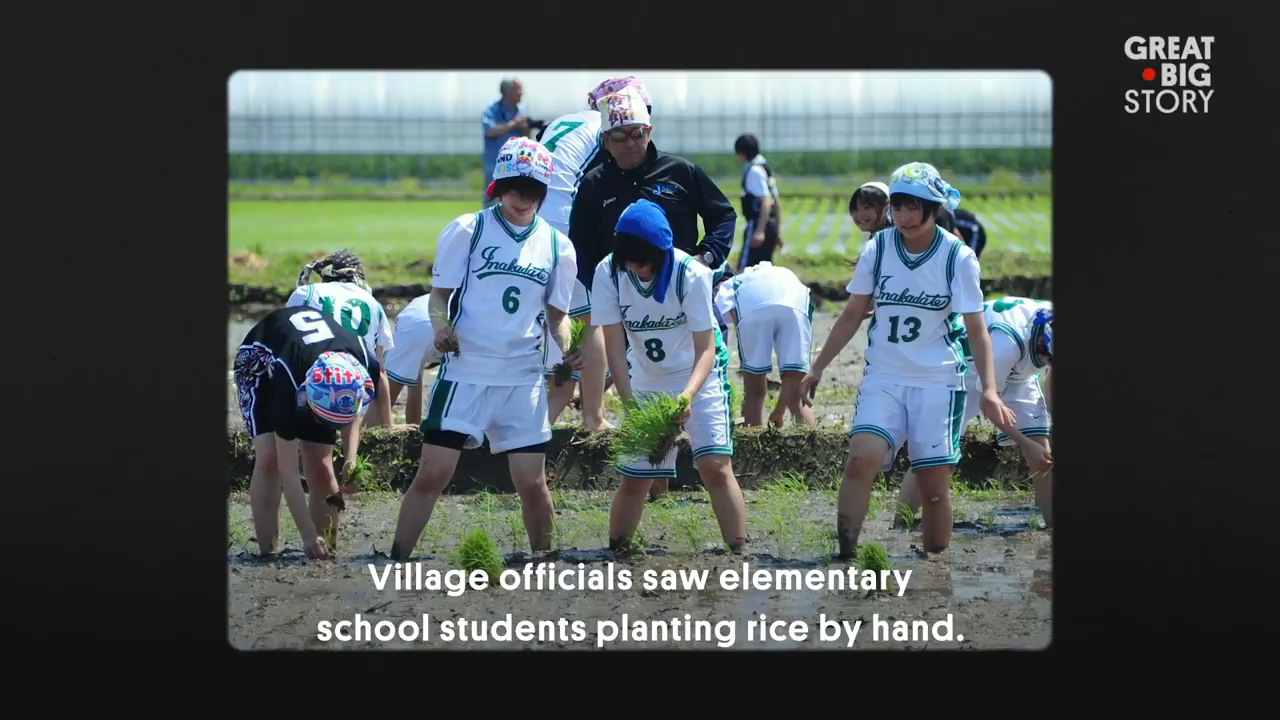 GREAT
BIG
STORY
7
Inakadate
6
Inakadate
8
Inakadate
13
10
5
Stitch
Village officials saw elementary
school students planting rice by hand.